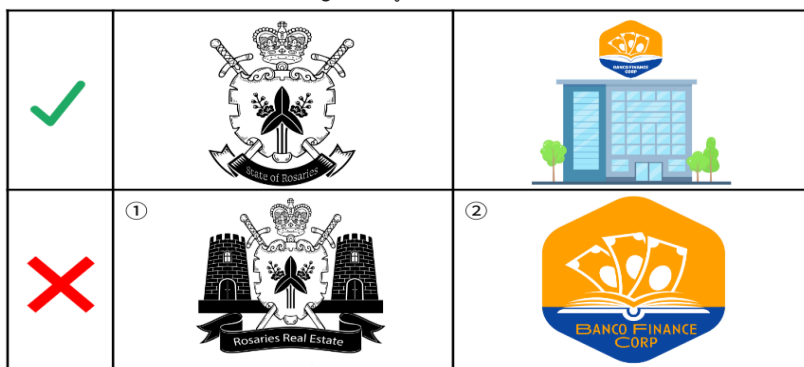 State of Rosaries
BANCO FINANCE
CORP
①
Rosaries Real Estate
②
BANCO FINANCE
CORP